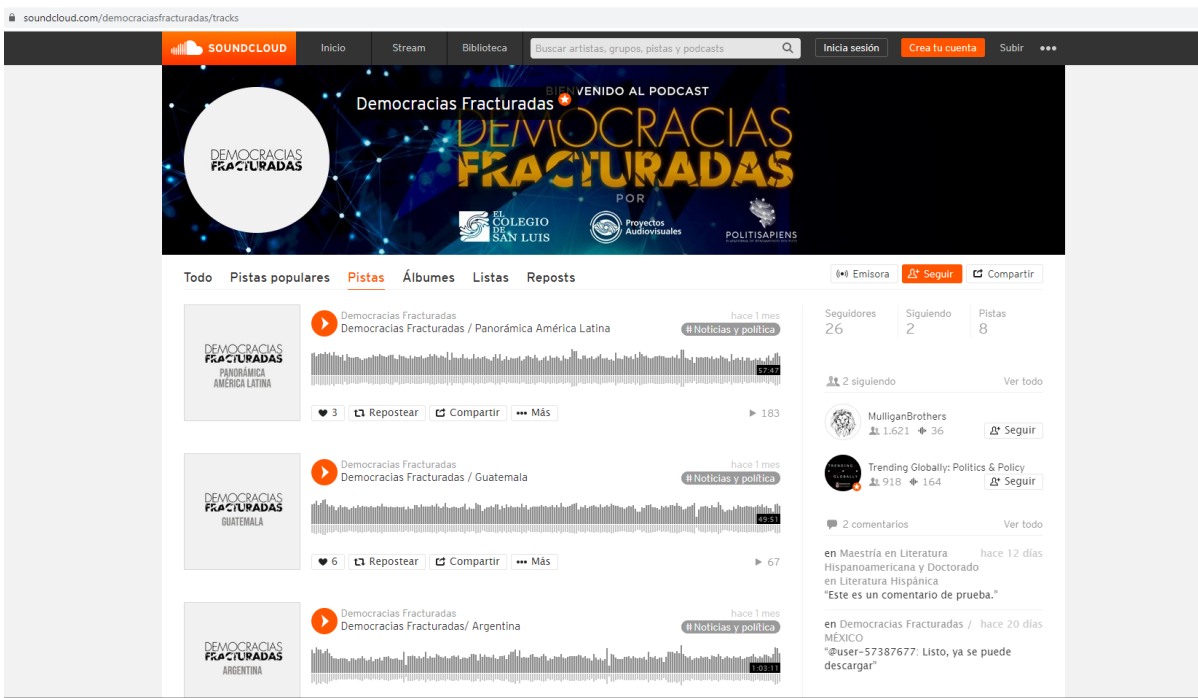 soundcloud.com/democraciasfracturadas/tracks
SOUNDCLOUD
Inicio
Stream
Biblioteca
Buscar artistas, grupos, pistas y podcasts
Inicia sesión
Crea tu cuenta
Subir
DEMOCRACIAS
FRACTURADAS
Democracias Fracturadas
VENIDO AL PODCAST
DEMOCRACIAS
FRACTURADAS
POR
EL
COLEGIO
DE
SAN LUIS
Proyectos
Audiovisuales
POLITISAPIENS
Todo
Pistas populares
Pistas
Álbumes
Listas
Reposts
Emisora
Seguir
Compartir
DEMOCRACIAS
FRACTURADAS
PANORÁMICA
AMÉRICA LATINA
Democracias Fracturadas
hace 1 mes
Democracias Fracturadas / Panorámica América Latina
# Noticias y política
57:47
3
Repostear
Compartir
Más
183
DEMOCRACIAS
FRACTURADAS
GUATEMALA
Democracias Fracturadas
hace 1 mes
Democracias Fracturadas / Guatemala
# Noticias y política
49:51
6
Repostear
Compartir
Más
67
DEMOCRACIAS
FRACTURADAS
ARGENTINA
Democracias Fracturadas
hace 1 mes
Democracias Fracturadas/ Argentina
# Noticias y política
1:03:11
Seguidores
26
Siguiendo
2
Pistas
8
2 siguiendo
Ver todo
MulliganBrothers
1.621 36
Seguir
TRENDING
GLOBALLY
Trending Globally: Politics & Policy
918 164
Seguir
2 comentarios
Ver todo
en Maestría en Literatura hace 12 días
Hispanoamericana y Doctorado
en Literatura Hispánica
"Este es un comentario de prueba."
en Democracias Fracturadas / hace 20 días
MÉXICO
"@user-57387677: Listo, ya se puede
descargar"